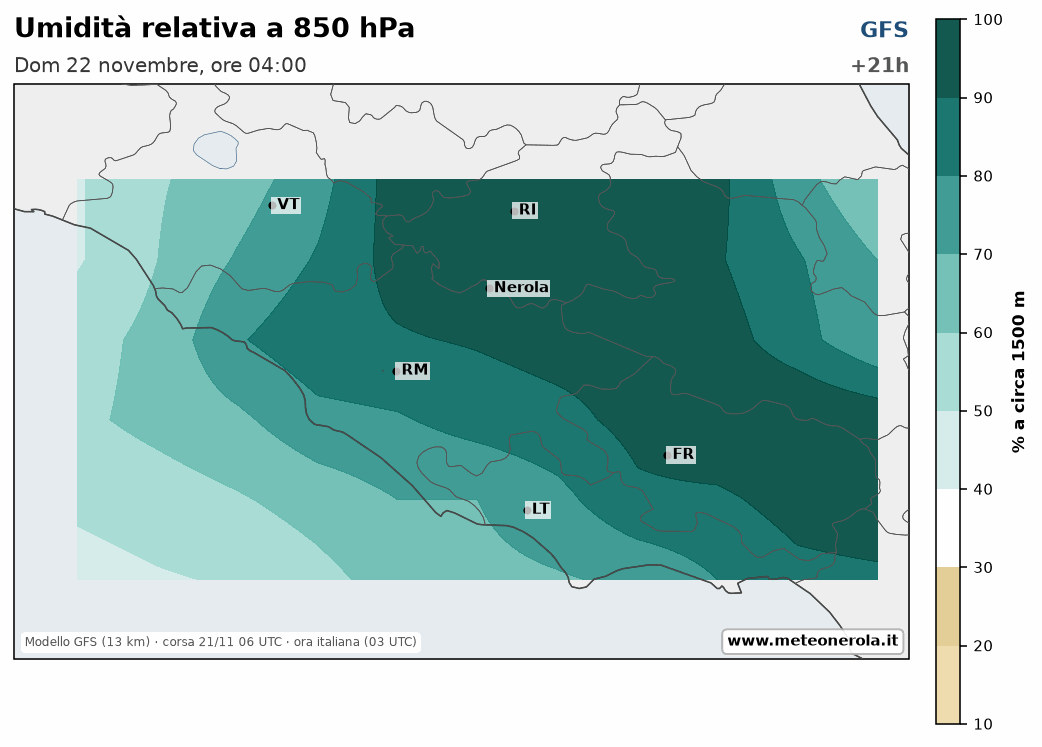 Umidità relativa a 850 hPa
GFS
Dom 22 novembre, ore 04:00
+21h
VT
RI
Nerola
RM
FR
LT
Modello GFS (13 km) · corsa 21/11 06 UTC · ora italiana (03 UTC)
www.meteonerola.it
100
90
80
70
60
50
40
30
20
10
% a circa 1500 m